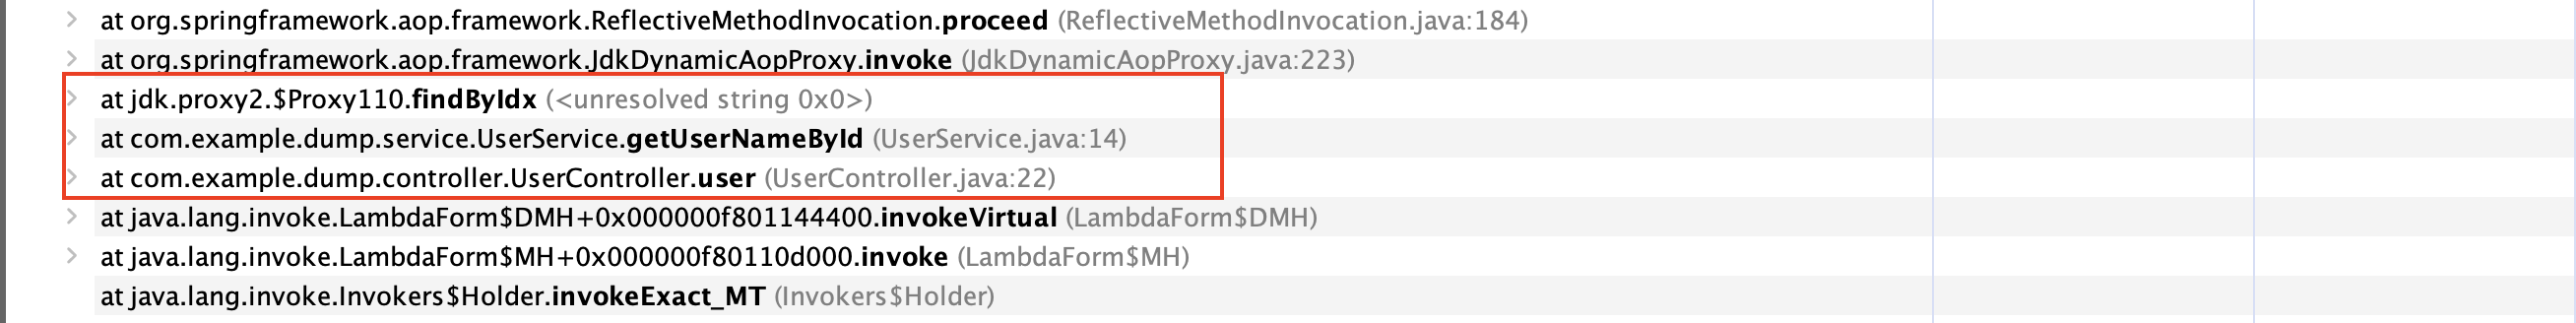 at org.springframework.aop.framework.ReflectiveMethodInvocation.proceed (ReflectiveMethodInvocation.java:184)
at org.springframework.aop.framework.JdkDynamicAopProxy.invoke (JdkDynamicAopProxy.java:223)
at jdk.proxy2.$Proxy110.findByIdx (<unresolved string 0x0>)
at com.example.dump.service.UserService.getUserNameById (UserService.java:14)
at com.example.dump.controller.UserController.user (UserController.java:22)
at java.lang.invoke.LambdaForm$DMH+0x000000f801144400.invokeVirtual (LambdaForm$DMH)
at java.lang.invoke.LambdaForm$MH+0x000000f80110d000.invoke (LambdaForm$MH)
at java.lang.invoke.Invokers$Holder.invokeExact_MT (Invokers$Holder)